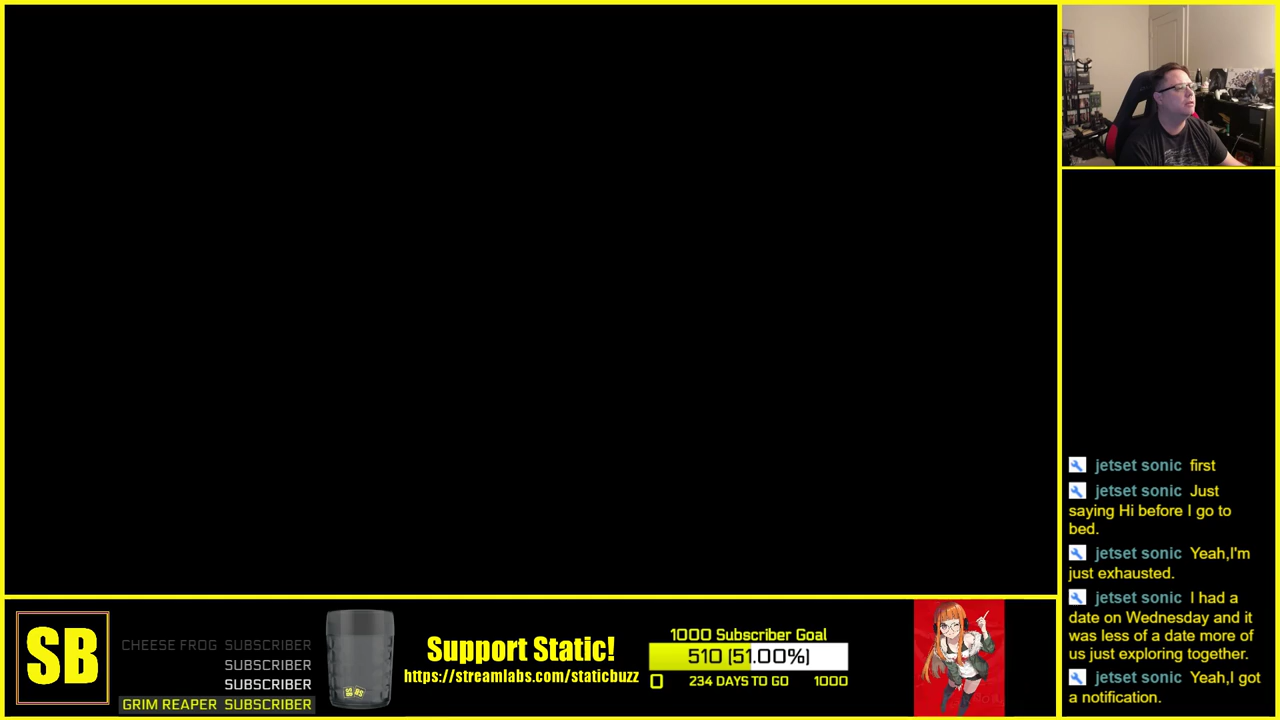 jetset sonic first
jetset sonic Just
saying Hi before I go to
bed.
jetset sonic Yeah,I'm
just exhausted.
jetset sonic I had a
date on Wednesday and it
was less of a date more of
us just exploring together.
jetset sonic Yeah,I got
a notification.
SB
CHEESE FROG SUBSCRIBER
SUBSCRIBER
SUBSCRIBER
GRIM REAPER SUBSCRIBER
Support Static!
https://streamlabs.com/staticbuzz
1000 Subscriber Goal
510 (51.00%)
0 234 DAYS TO GO 1000